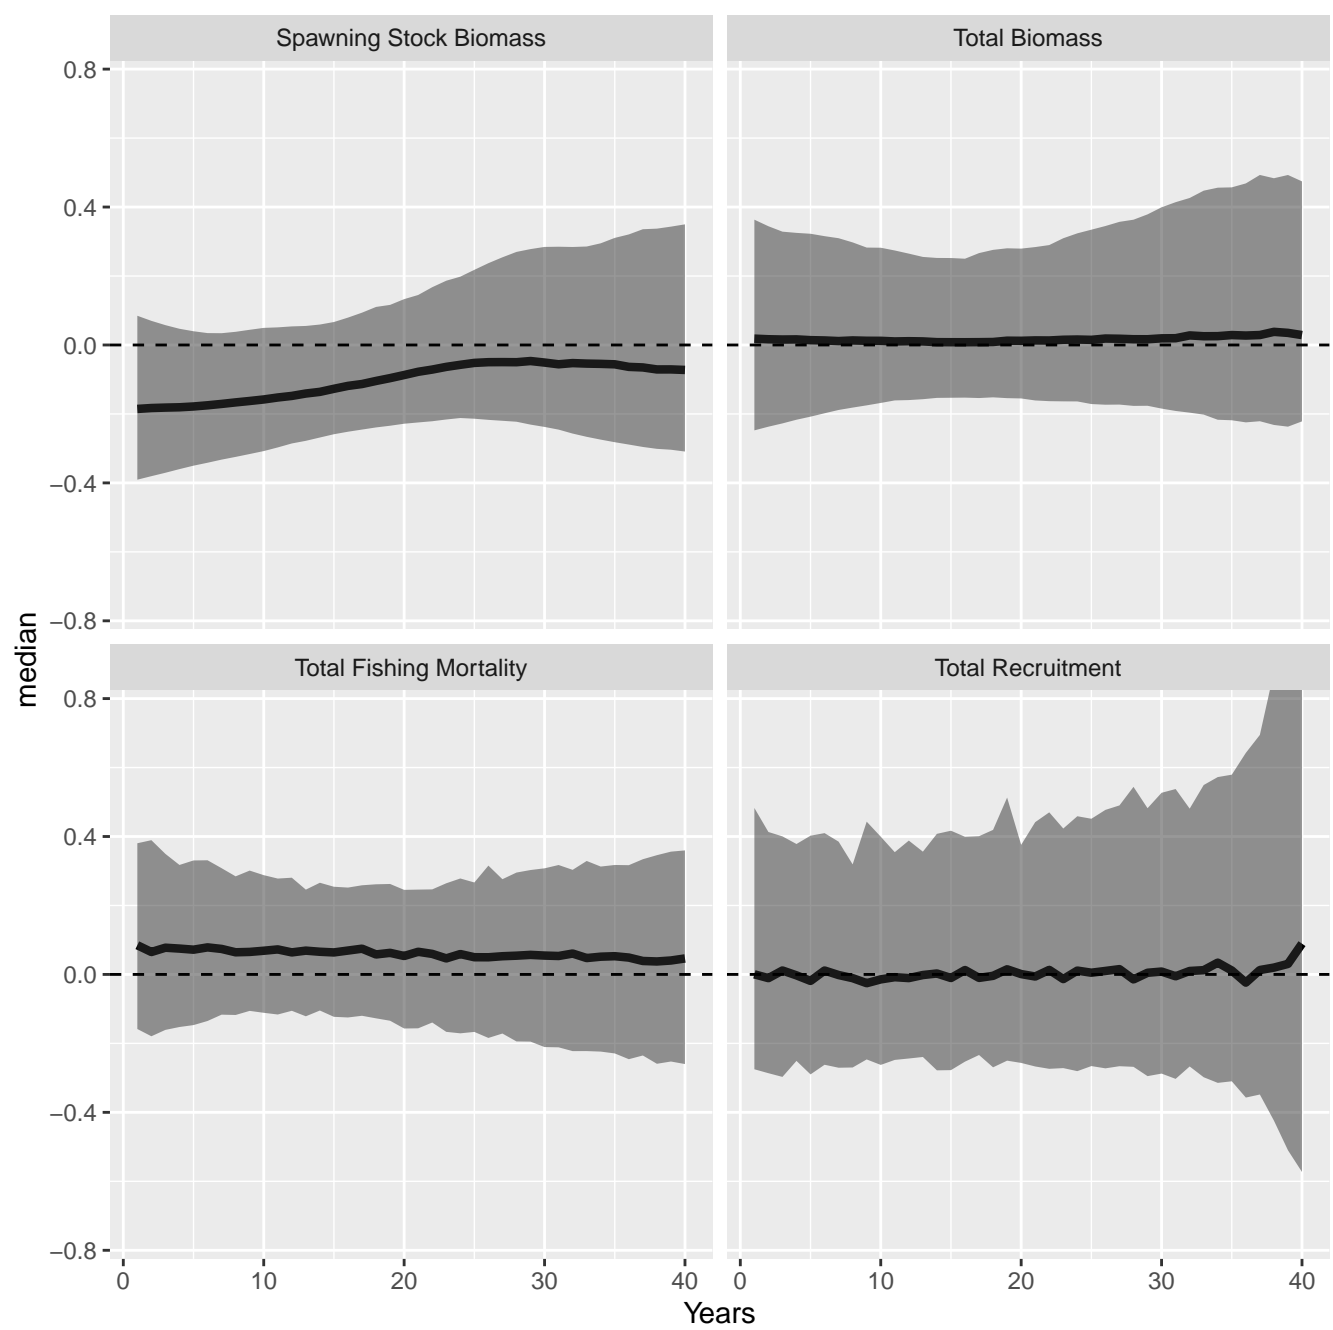 Spawning Stock Biomass
Total Biomass
0.8
0.4
0.0
−0.4
−0.8
Total Fishing Mortality
Total Recruitment
0.8
0.4
0.0
−0.4
−0.8
0 10 20 30 40
0 10 20 30 40
Years
median